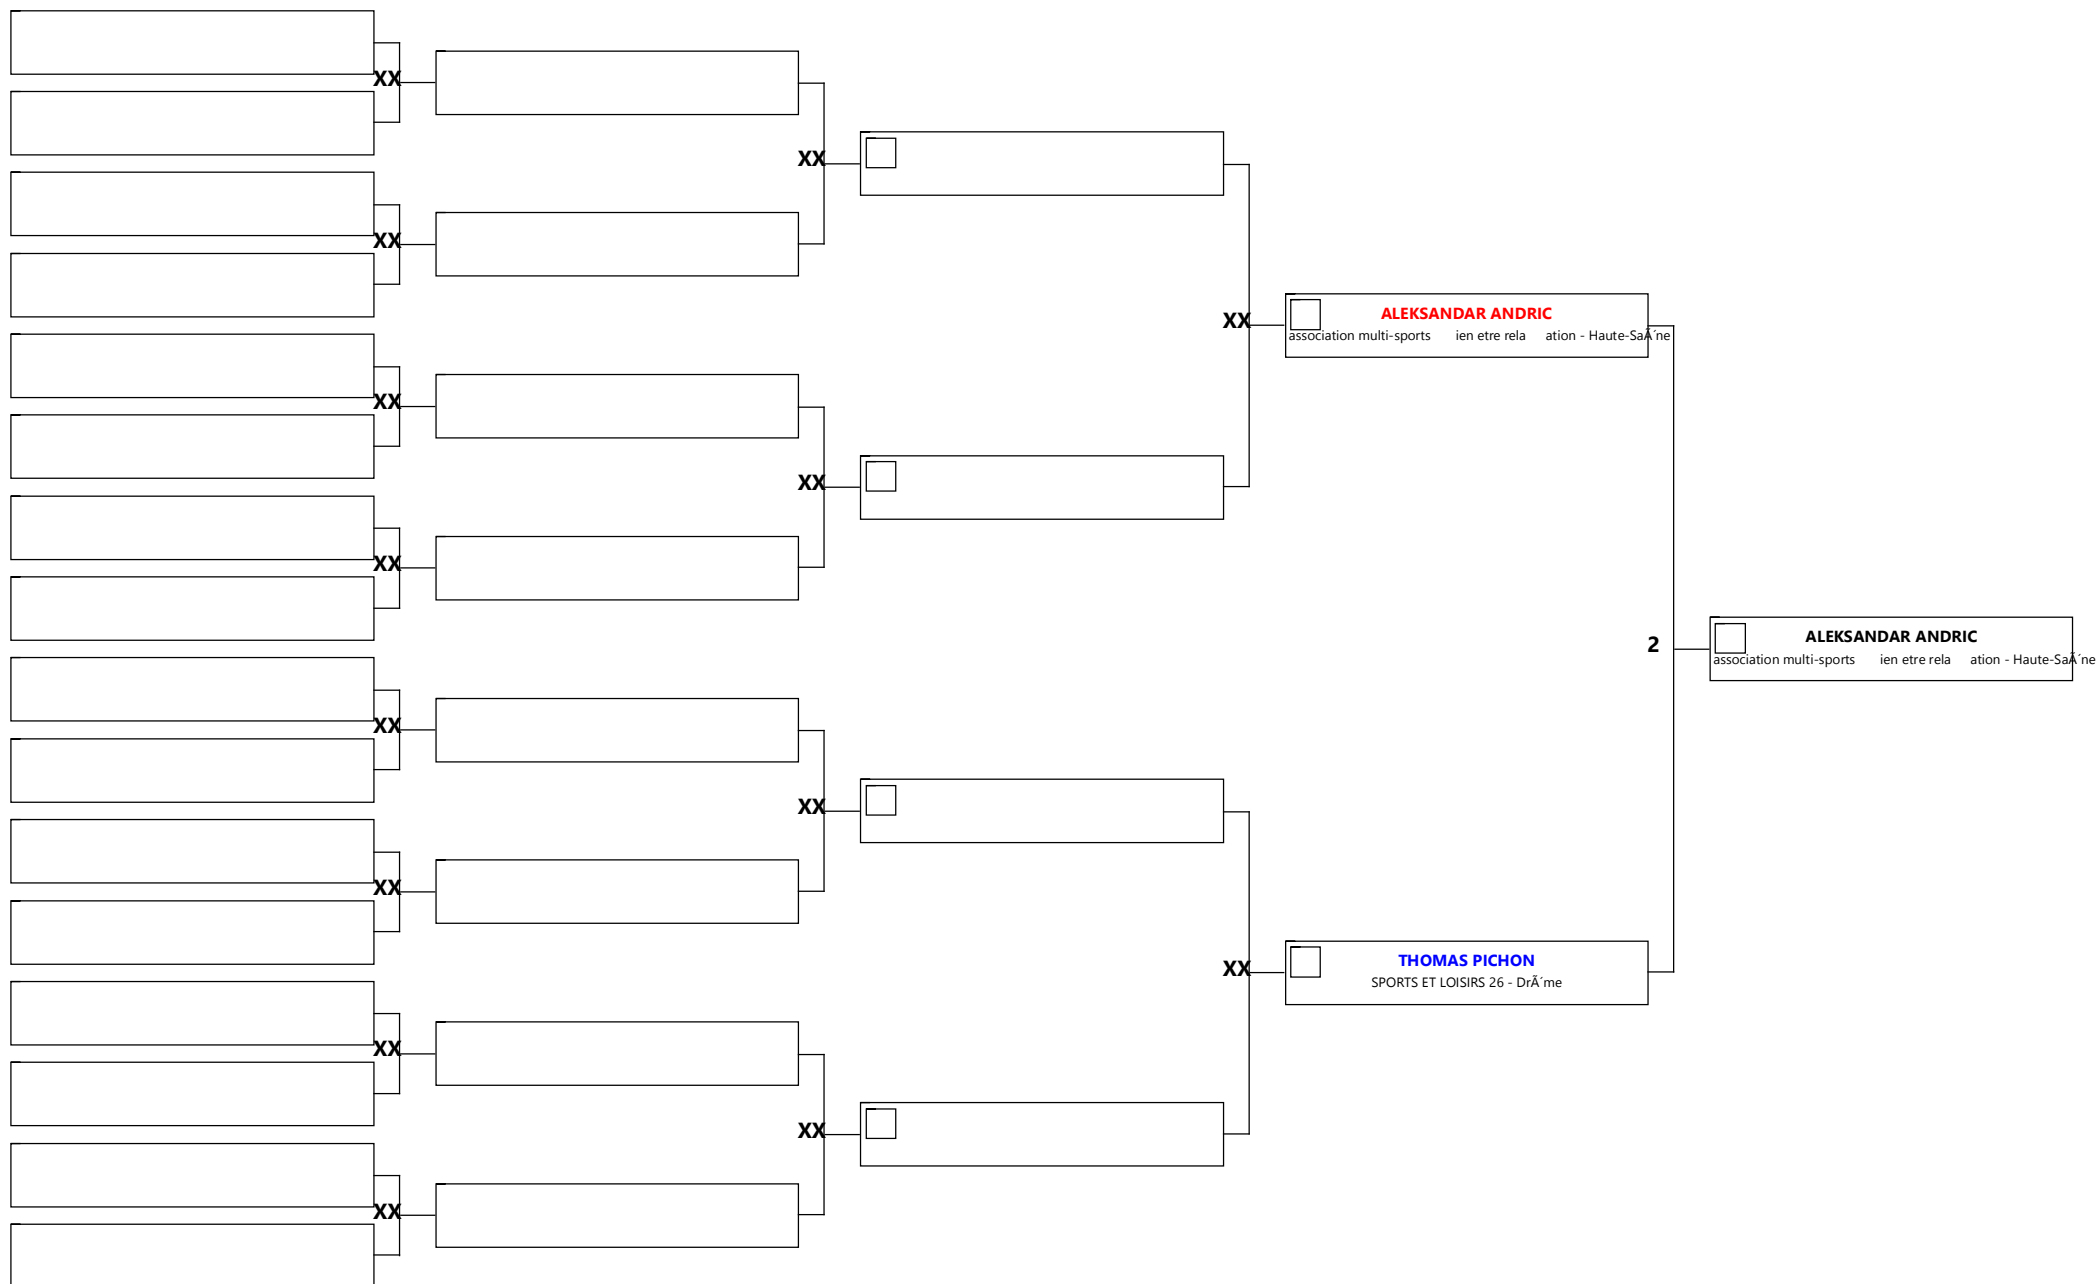 XX
XX
XX
XX
XX
XX
XX
ALEKSANDAR ANDRIC
association multi-sports ien etre rela ation - Haute-SaÃ´ne
2
ALEKSANDAR ANDRIC
association multi-sports ien etre rela ation - Haute-SaÃ´ne
XX
XX
XX
XX
THOMAS PICHON
SPORTS ET LOISIRS 26 - DrÃ´me
XX
XX
XX